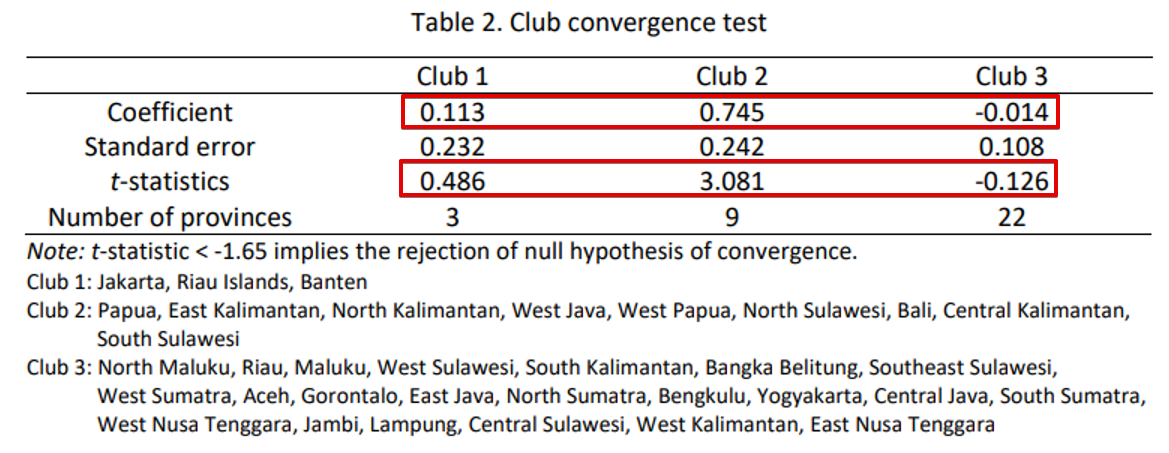 Table 2. Club convergence test
Club 1 Club 2 Club 3
Coefficient 0.113 0.745 -0.014
Standard error 0.232 0.242 0.108
t-statistics 0.486 3.081 -0.126
Number of provinces 3 9 22
Note: t-statistic < -1.65 implies the rejection of null hypothesis of convergence.
Club 1: Jakarta, Riau Islands, Banten
Club 2: Papua, East Kalimantan, North Kalimantan, West Java, West Papua, North Sulawesi, Bali, Central Kalimantan,
South Sulawesi
Club 3: North Maluku, Riau, Maluku, West Sulawesi, South Kalimantan, Bangka Belitung, Southeast Sulawesi,
West Sumatra, Aceh, Gorontalo, East Java, North Sumatra, Bengkulu, Yogyakarta, Central Java, South Sumatra,
West Nusa Tenggara, Jambi, Lampung, Central Sulawesi, West Kalimantan, East Nusa Tenggara